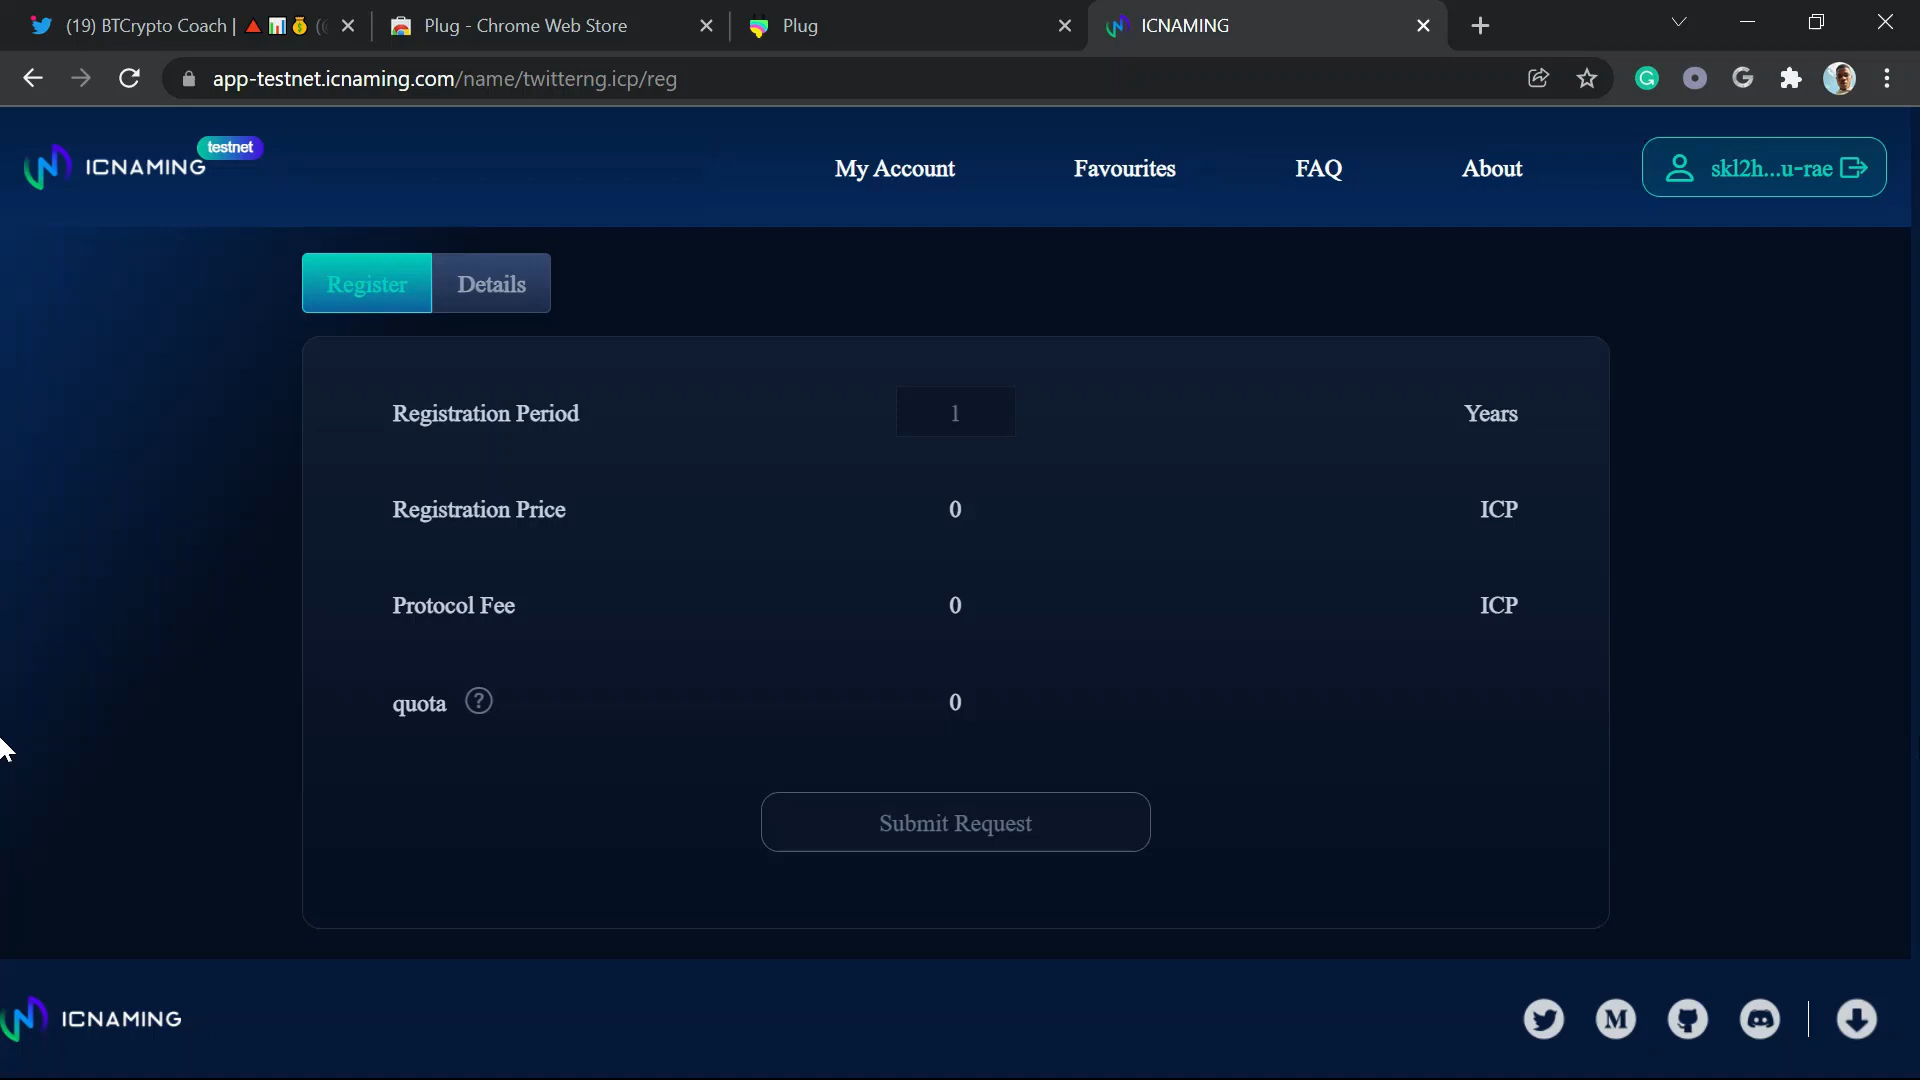 (19) BTCrypto Coach |
Plug - Chrome Web Store
Plug
ICNAMING
app-testnet.icnaming.com/name/twitterng.icp/reg
ICNAMING
testnet
My Account
Favourites
FAQ
About
skl2h...u-rae
Register
Details
Registration Period
1
Years
Registration Price
0
ICP
Protocol Fee
0
ICP
quota
?
0
Submit Request
ICNAMING